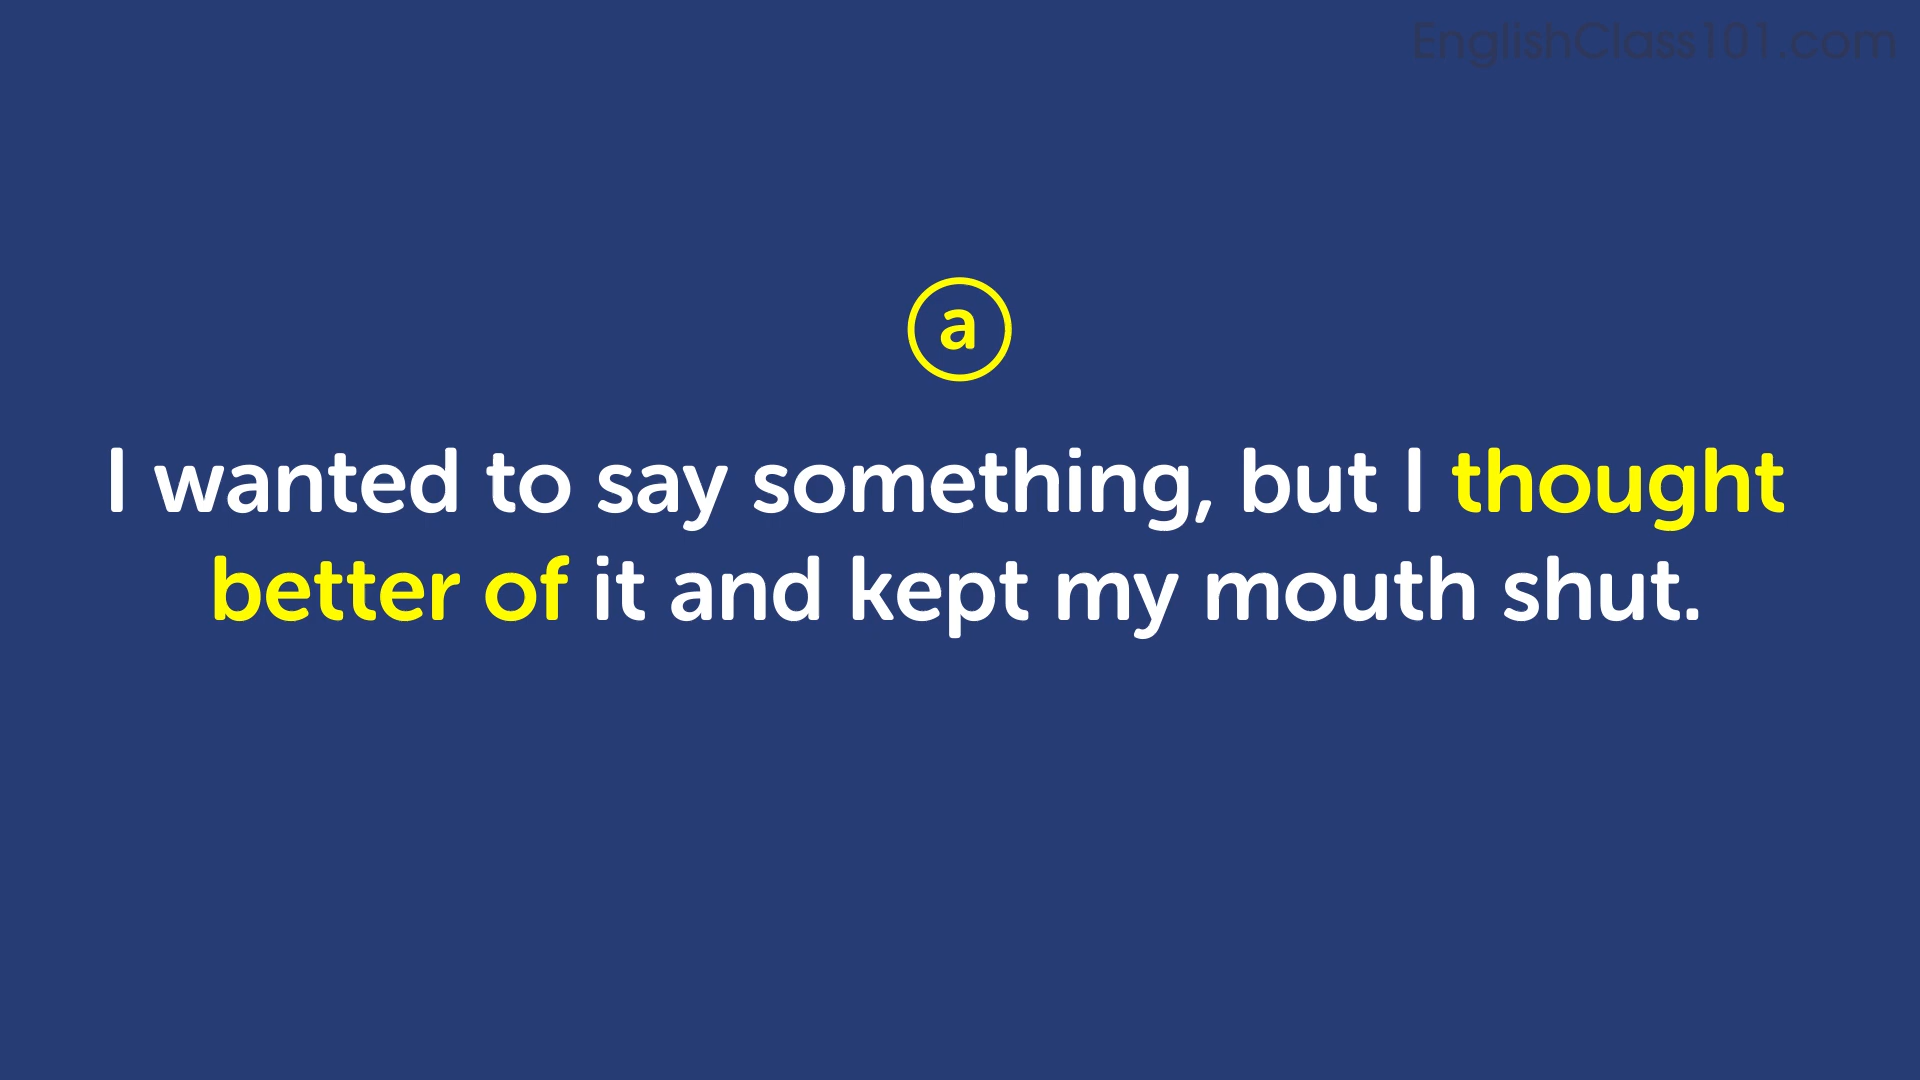 EnglishClass101.com
a
I wanted to say something, but I thought
better of it and kept my mouth shut.